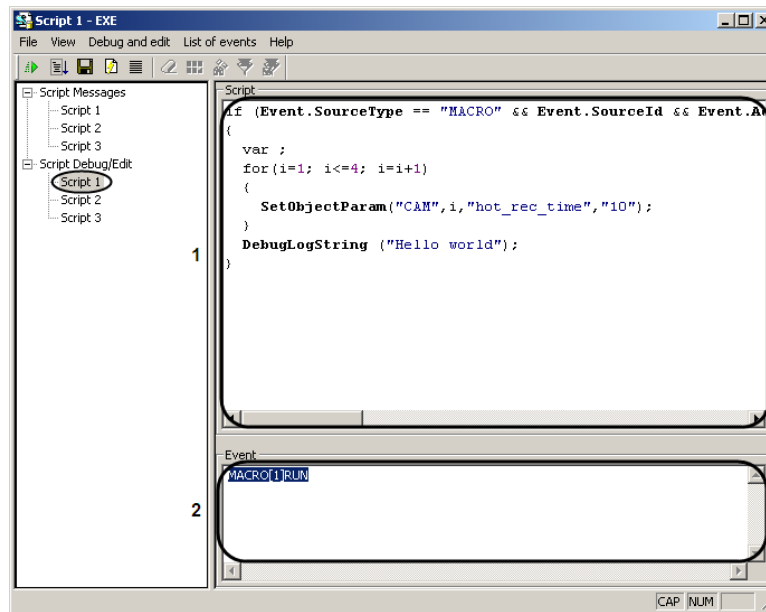 Script 1 - EXE
File View Debug and edit List of events Help
Script Messages
Script 1
Script 2
Script 3
Script Debug/Edit
Script 1
Script 2
Script 3
1
Script
if (Event.SourceType == "MACRO" && Event.SourceId && Event.A
{
var ;
for(i=1; i<=4; i=i+1)
{
SetObjectParam("CAM",i,"hot_rec_time","10");
}
DebugLogString ("Hello world");
}
2
Event
MACRO[1]RUN
CAP NUM